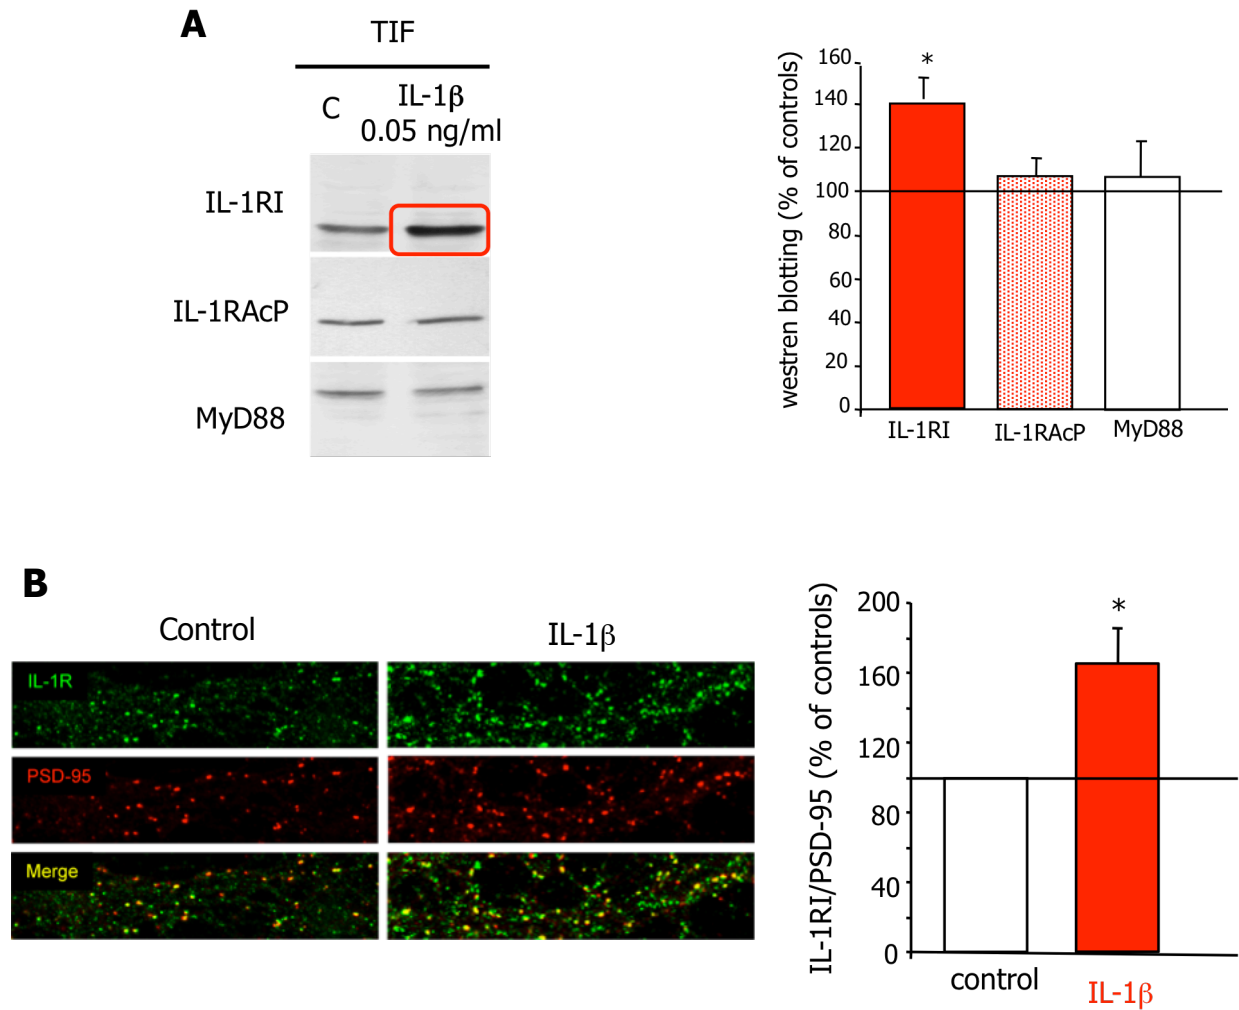 A
TIF
C
IL-1β
0.05 ng/ml
IL-1RI
IL-1RAcP
MyD88
westren blotting (% of controls)
160
140
120
100
80
60
40
20
0
*
IL-1RI
IL-1RAcP
MyD88
B
Control
IL-1β
IL-1R
PSD-95
Merge
IL-1RI/PSD-95 (% of controls)
200
160
120
80
40
0
*
control
IL-1β